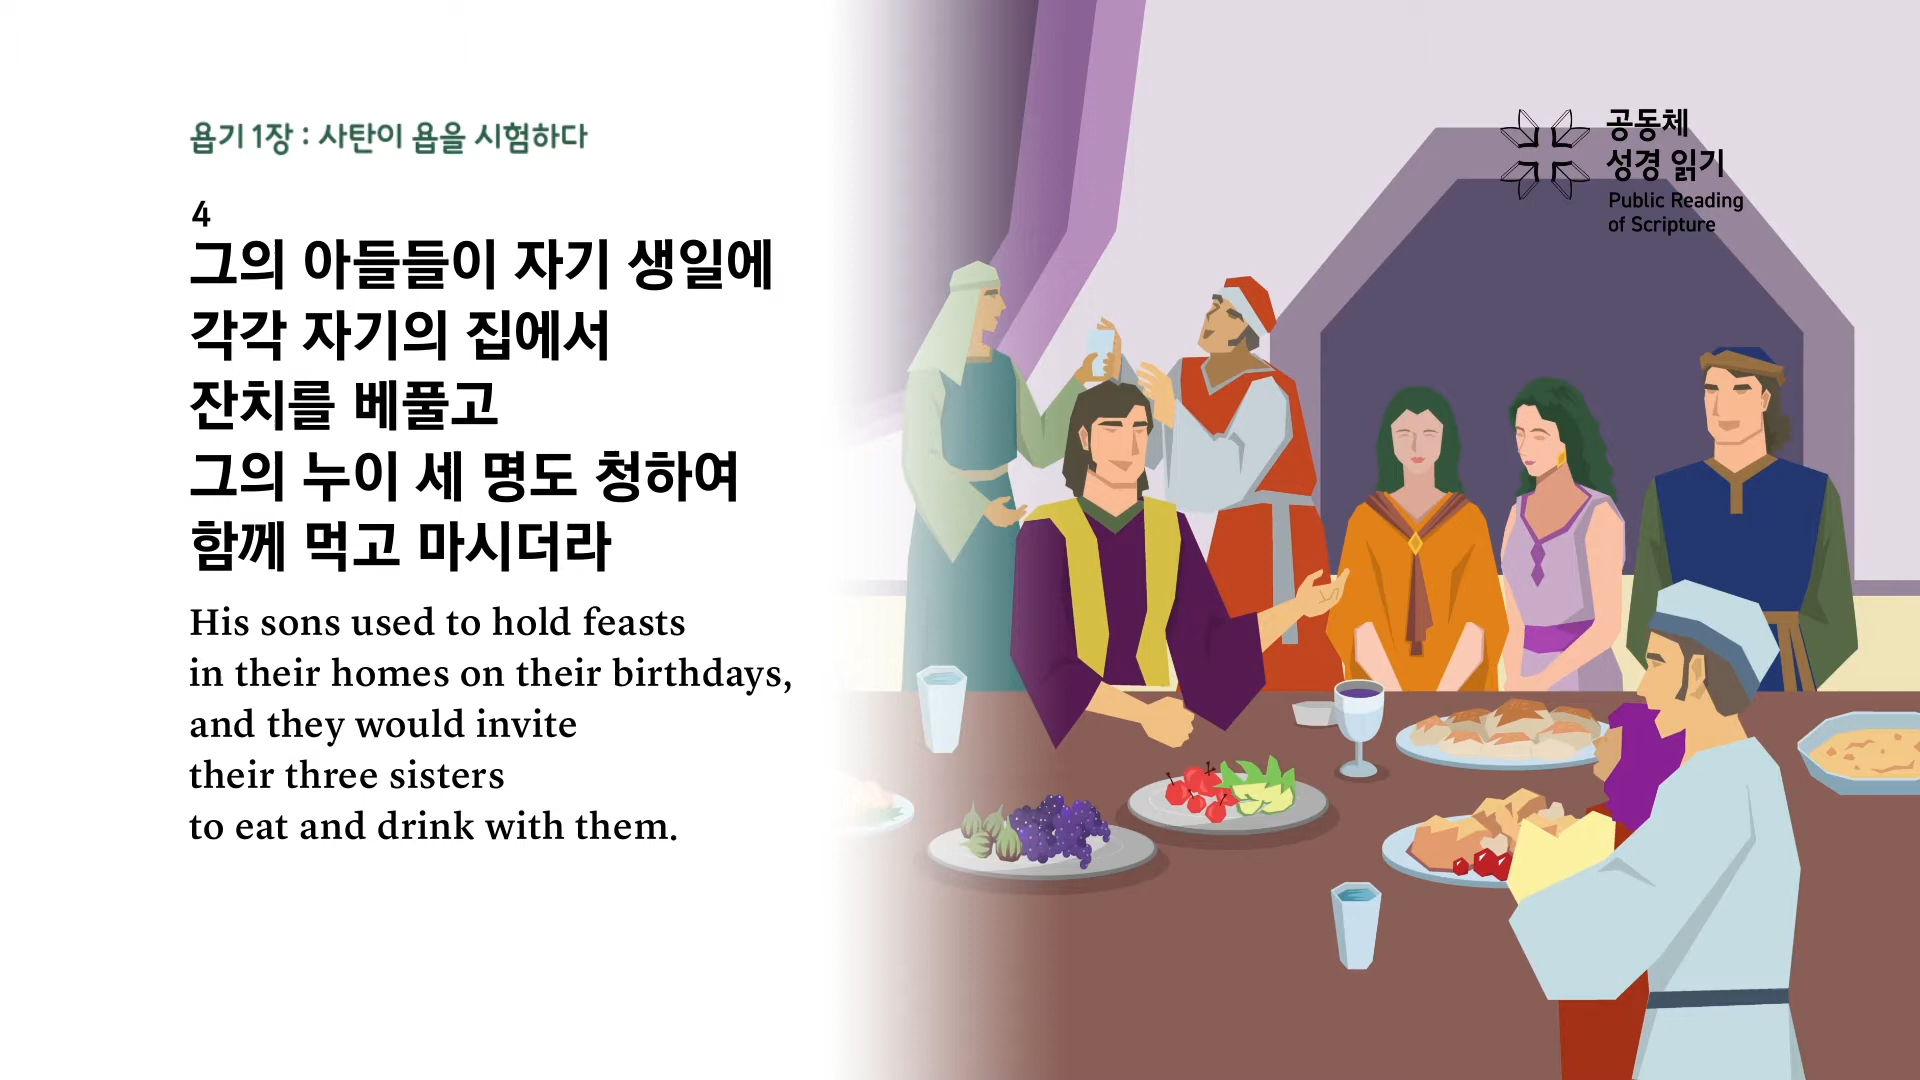 욥기 1장 : 사탄이 욥을 시험하다
4
그의 아들들이 자기 생일에
각각 자기의 집에서
잔치를 베풀고
그의 누이 세 명도 청하여
함께 먹고 마시더라
His sons used to hold feasts
in their homes on their birthdays,
and they would invite
their three sisters
to eat and drink with them.
공동체
성경 읽기
Public Reading
of Scripture